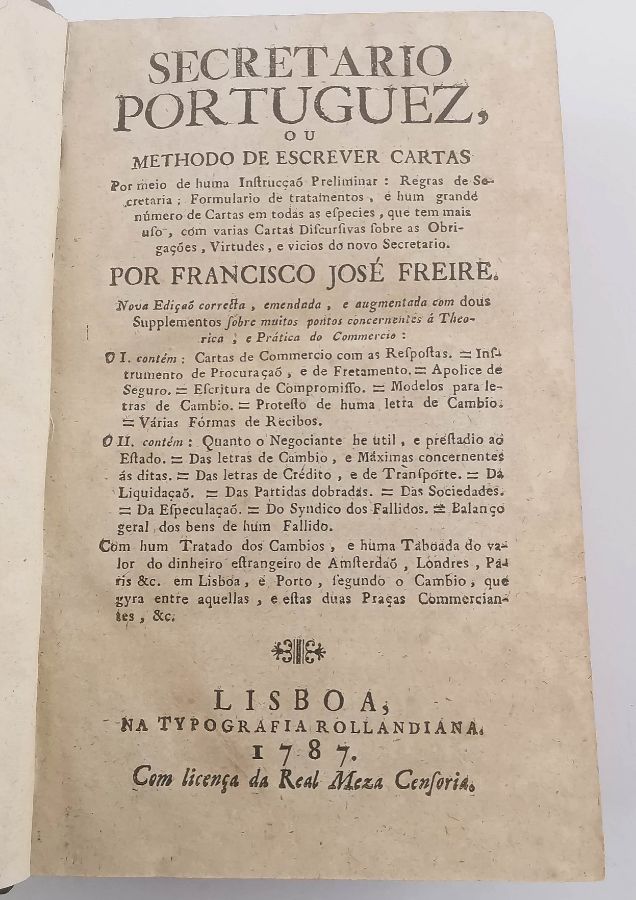 SECRETARIO
PORTUGUEZ,
OU
METHODO DE ESCREVER CARTAS
Por meio de huma Inſtrucçaõ Preliminar : Regras de Se-
cretaria ; Formulario de tratamentos , e hum grande
número de Cartas em todas as eſpecies , que tem mais
uſo , com varias Cartas Diſcurſivas ſobre as Obri-
gações , Virtudes , e vicios do novo Secretario.
POR FRANCISCO JOSÉ FREIRE.
Nova Ediçaõ correcta , emendada , e augmentada com dous
Supplementos ſobre muitos pontos concernentes á Theo-
rica , e Prática do Commercio :
O I. contém : Cartas de Commercio com as Reſpoſtas. = Inſ-
trumento de Procuraçaõ , e de Fretamento. = Apolice de
Seguro. = Eſcritura de Compromiſſo. = Modelos para le-
tras de Cambio. = Proteſto de huma letra de Cambio.
= Várias Fórmas de Recibos.
O II. contém : Quanto o Negociante he util , e preſtadio ao
Eſtado. = Das letras de Cambio , e Máximas concernentes
ás ditas. = Das letras de Crédito , e de Tranſporte. = Da
Liquidaçaõ. = Das Partidas dobradas. = Das Sociedades.
= Da Eſpeculaçaõ. = Do Syndico dos Fallidos. = Balanço
geral dos bens de hum Fallido.
Com hum Tratado dos Cambios , e huma Taboada do va-
lor do dinheiro eſtrangeiro de Amſterdaõ , Londres , Pa-
ris &c. em Lisboa , e Porto , ſegundo o Cambio , que
gyra entre aquellas , e eſtas duas Praças Commercian-
tes , &c.
LISBOA,
NA TYPOGRAFIA ROLLANDIANA.
1787.
Com licença da Real Meza Cenſoria.